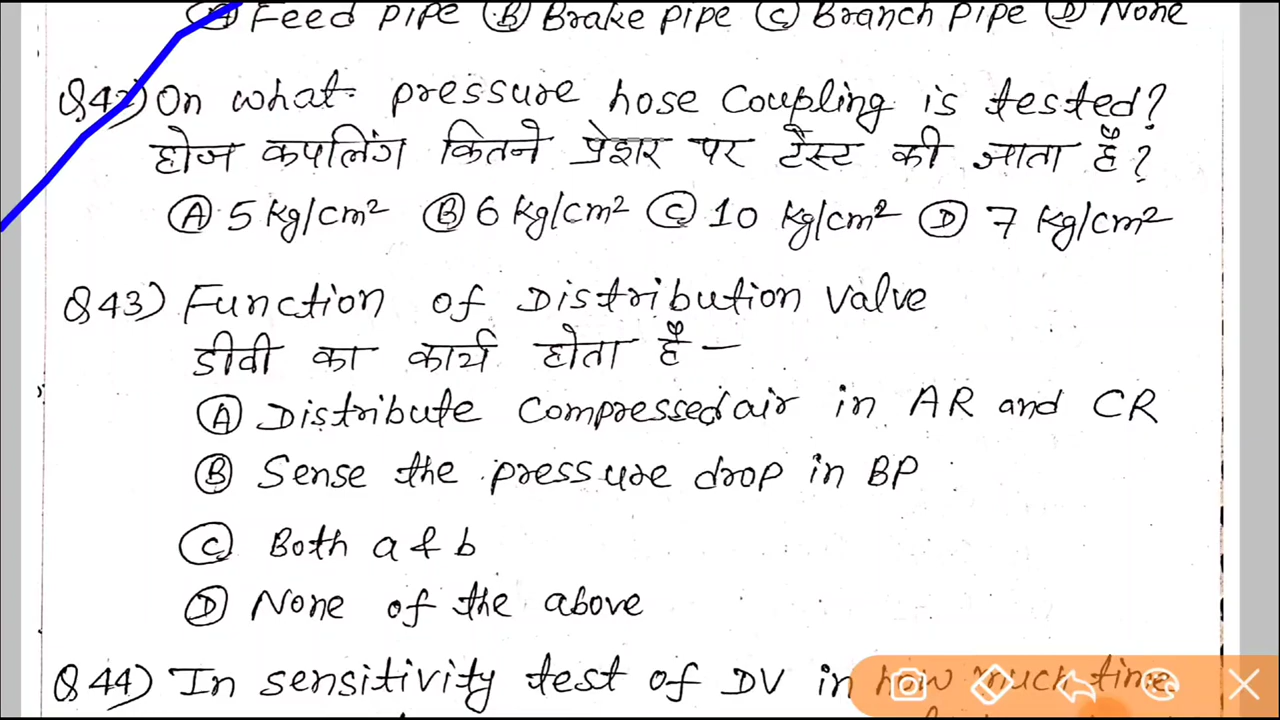 Ⓐ Feed pipe Ⓑ Brake pipe Ⓒ Branch pipe Ⓓ None
Q42) On what pressure hose coupling is tested?
होज कपलिंग कितने प्रेशर पर टैस्ट की जाता है?
Ⓐ 5 kg/cm² Ⓑ 6 kg/cm² Ⓒ 10 kg/cm² Ⓓ 7 kg/cm²
Q43) Function of Distribution valve
डीवी का कार्य होता है —
Ⓐ Distribute compressed air in AR and CR
Ⓑ Sense the pressure drop in BP
Ⓒ Both a & b
Ⓓ None of the above
Q44) In sensitivity test of DV in how much time